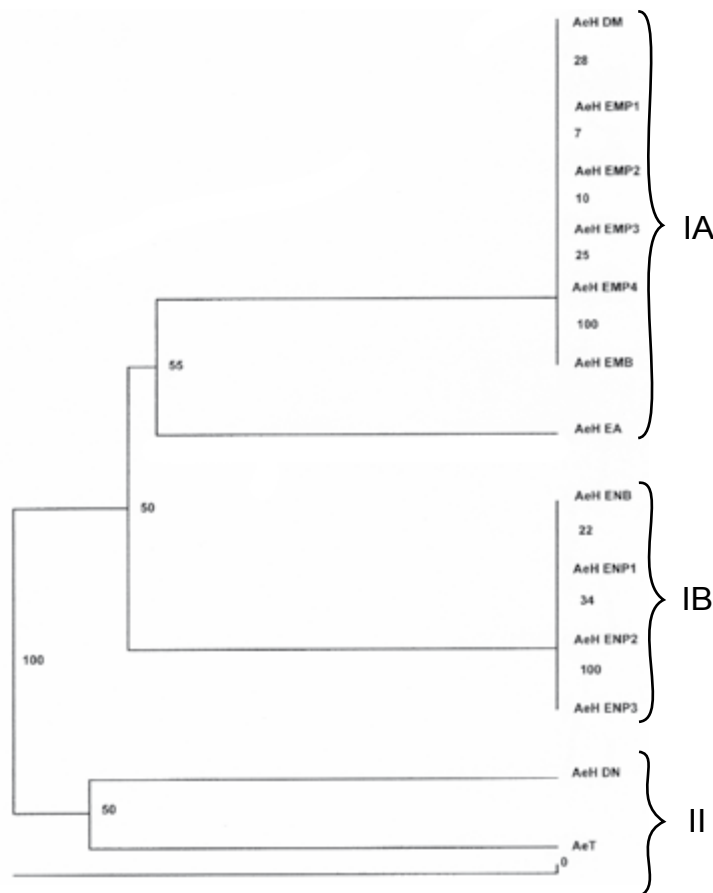 AeH DM
28
AeH EMP1
7
AeH EMP2
10
AeH EMP3
25
IA
AeH EMP4
100
AeH EMB
55
AeH EA
AeH ENB
50
22
AeH ENP1
34
IB
AeH ENP2
100
100
AeH ENP3
AeH DN
50
II
AeT
0